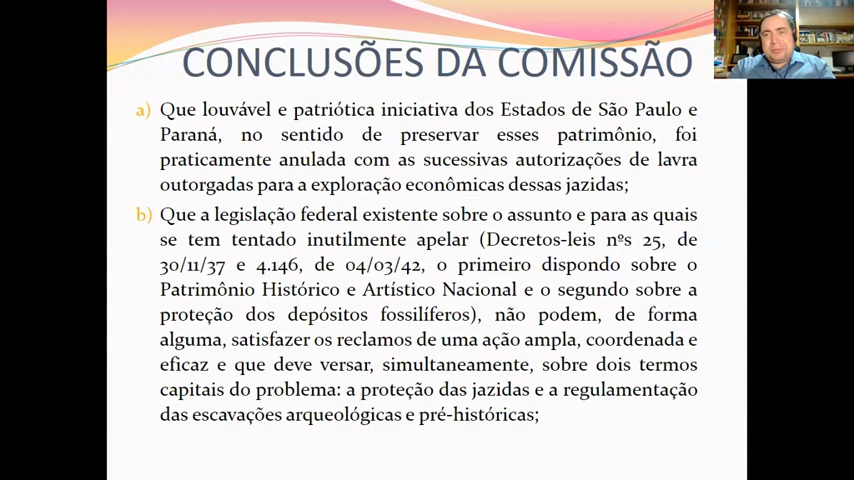 CONCLUSÕES DA COMISSÃO
a) Que louvável e patriótica iniciativa dos Estados de São Paulo e
Paraná, no sentido de preservar esses patrimônio, foi
praticamente anulada com as sucessivas autorizações de lavra
outorgadas para a exploração econômicas dessas jazidas;
b) Que a legislação federal existente sobre o assunto e para as quais
se tem tentado inutilmente apelar (Decretos-leis nºs 25, de
30/11/37 e 4.146, de 04/03/42, o primeiro dispondo sobre o
Patrimônio Histórico e Artístico Nacional e o segundo sobre a
proteção dos depósitos fossilíferos), não podem, de forma
alguma, satisfazer os reclamos de uma ação ampla, coordenada e
eficaz e que deve versar, simultaneamente, sobre dois termos
capitais do problema: a proteção das jazidas e a regulamentação
das escavações arqueológicas e pré-históricas;